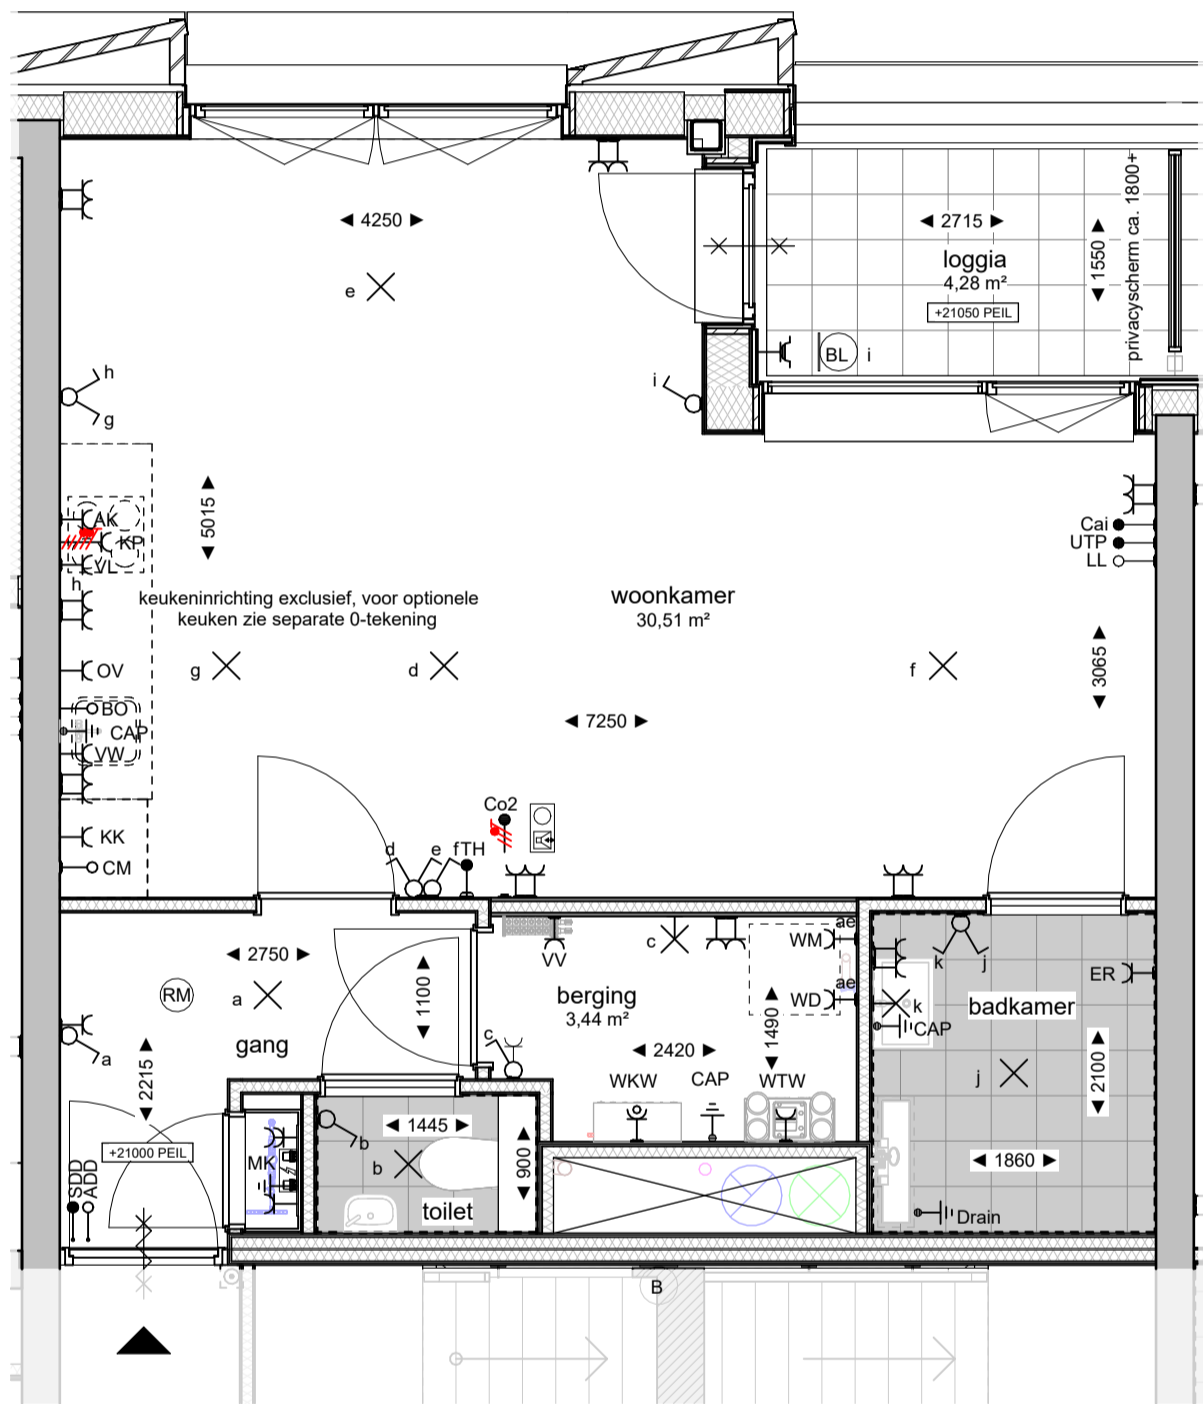 ◄ 4250 ►
e
◄ 2715 ►
loggia
4,28 m²
+21050 PEIL
◄ 1550 ►
privacyscherm ca. 1800+
BL
i
h
g
i
◄ 5015 ►
AK
KP
VL
h
Cai
UTP
LL
keukeninrichting exclusief, voor optionele
keuken zie separate 0-tekening
woonkamer
30,51 m²
OV
g
d
f
◄ 3065 ►
BO
CAP
VW
◄ 7250 ►
KK
CM
Co2
d
e
f
TH
◄ 2750 ►
RM
a
gang
a
◄ 1100 ►
VV
c
ae
WM
ae
WD
berging
3,44 m²
◄ 2420 ►
◄ 1490 ►
c
WKW
CAP
WTW
k
j
ER
k
badkamer
CAP
j
◄ 2100 ►
◄ 1860 ►
Drain
◄ 2215 ►
+21000 PEIL
SDD
ADD
MK
b
◄ 1445 ►
b
◄ 900 ►
toilet
B